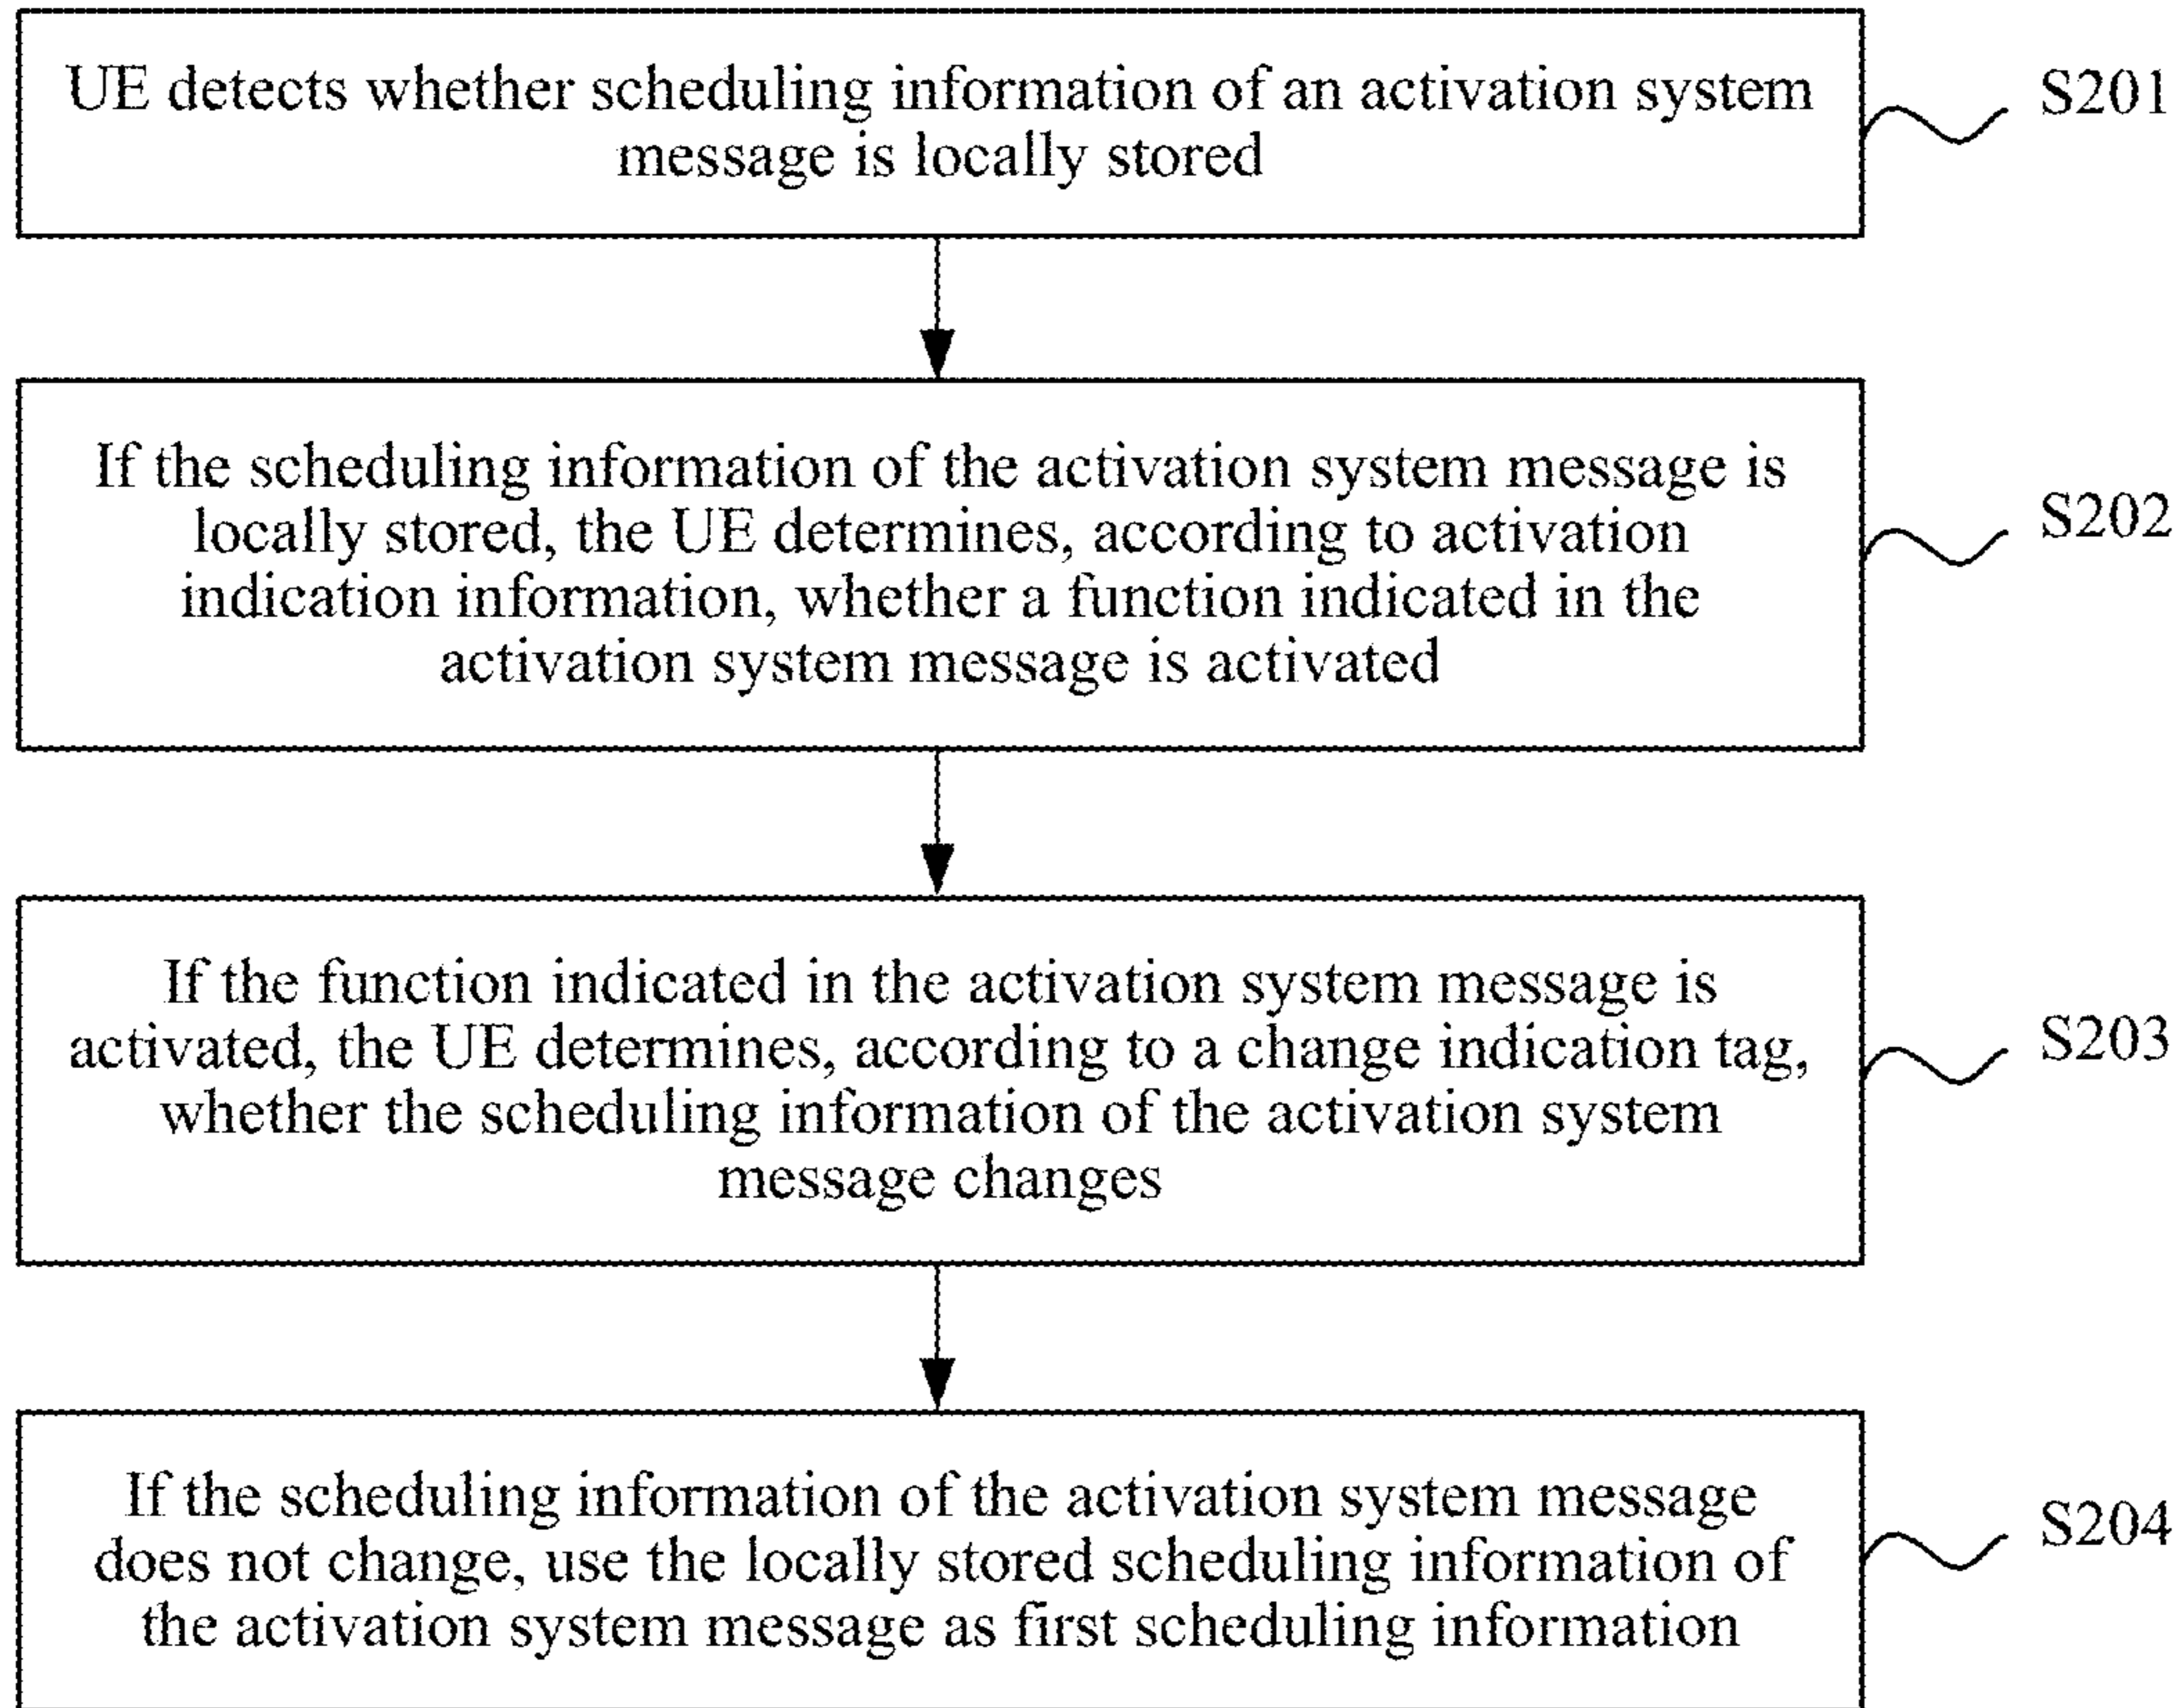 UE detects whether scheduling information of an activation system
message is locally stored
S201
If the scheduling information of the activation system message is
locally stored, the UE determines, according to activation
indication information, whether a function indicated in the
activation system message is activated
S202
If the function indicated in the activation system message is
activated, the UE determines, according to a change indication tag,
whether the scheduling information of the activation system
message changes
S203
If the scheduling information of the activation system message
does not change, use the locally stored scheduling information of
the activation system message as first scheduling information
S204